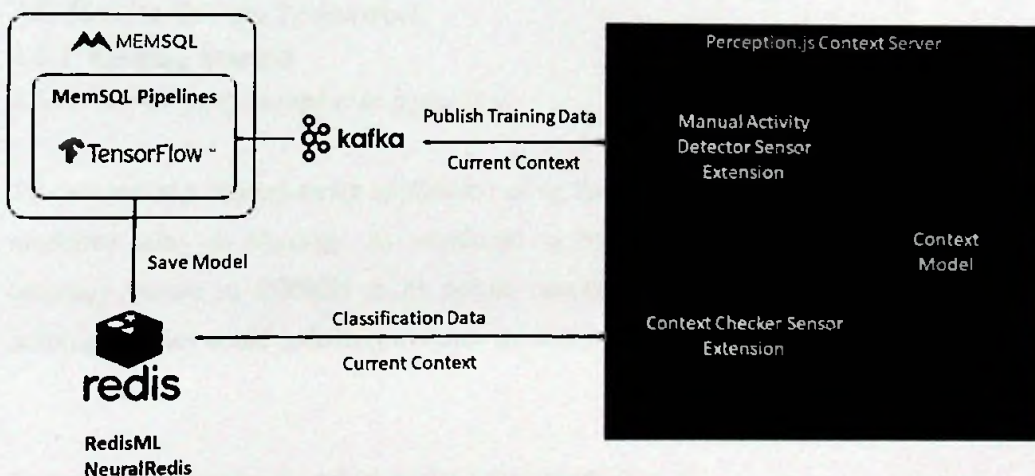 MEMSQL
MemSQL Pipelines
TensorFlow™
kafka
Publish Training Data
Current Context
Perception.js Context Server
Manual Activity
Detector Sensor
Extension
Context
Model
Save Model
redis
RedisML
NeuralRedis
Classification Data
Current Context
Context Checker Sensor
Extension